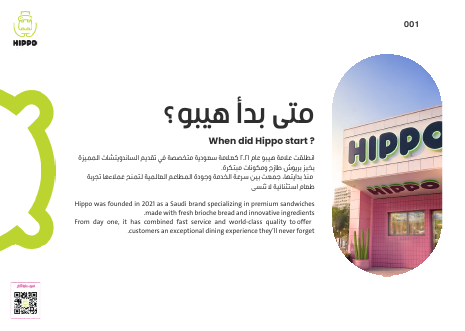 HIPPO
001
متى بدأ هيبو؟
When did Hippo start ?
انطلقت علامة هيبو عام ٢٠٢١ كعلامة سعودية متخصصة في تقديم الساندويتشات المميزة
بخبز بريوش طازج ومكونات مبتكرة.
منذ بدايتها، جمعت بين سرعة الخدمة وجودة المطاعم العالمية لتمنح عملاءها تجربة
طعام استثنائية لا تُنسى
Hippo was founded in 2021 as a Saudi brand specializing in premium sandwiches
.made with fresh brioche bread and innovative ingredients
From day one, it has combined fast service and world-class quality to offer
.customers an exceptional dining experience they'll never forget
HIPPO
HIPPO